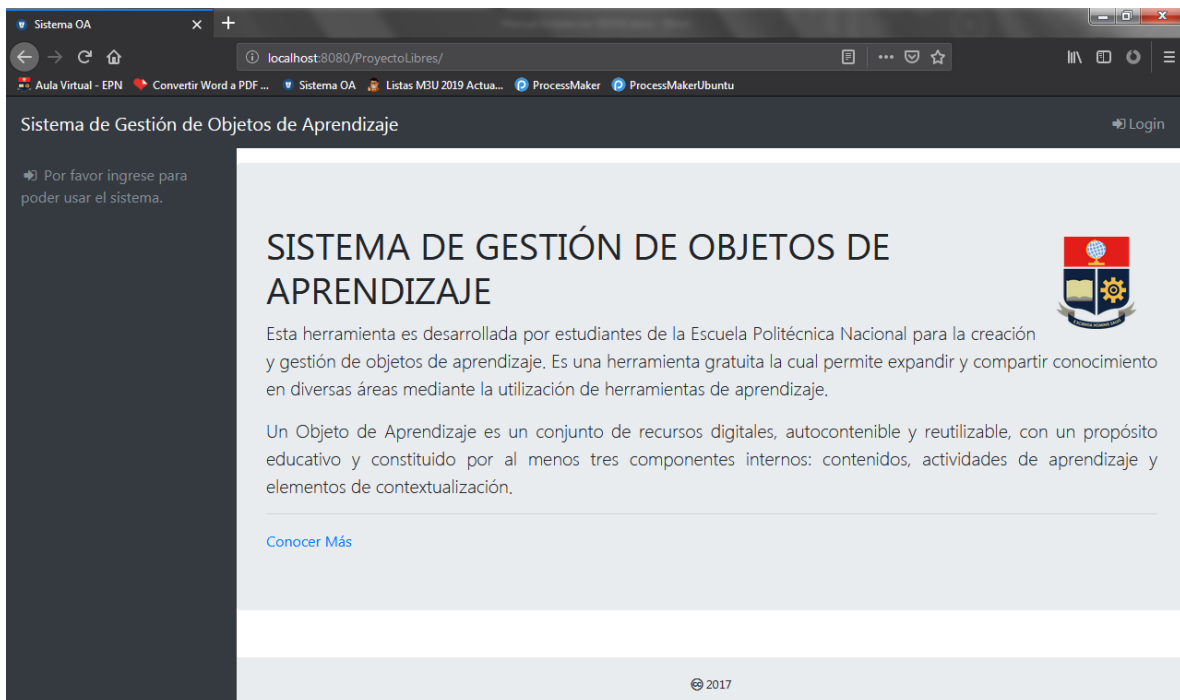 Sistema OA
localhost:8080/ProyectoLibres/
Aula Virtual - EPN Convertir Word a PDF ... Sistema OA Listas M3U 2019 Actua... ProcessMaker ProcessMakerUbuntu
Sistema de Gestión de Objetos de Aprendizaje Login
Por favor ingrese para
poder usar el sistema.
SISTEMA DE GESTIÓN DE OBJETOS DE
APRENDIZAJE
Esta herramienta es desarrollada por estudiantes de la Escuela Politécnica Nacional para la creación
y gestión de objetos de aprendizaje. Es una herramienta gratuita la cual permite expandir y compartir conocimiento
en diversas áreas mediante la utilización de herramientas de aprendizaje.
Un Objeto de Aprendizaje es un conjunto de recursos digitales, autocontenible y reutilizable, con un propósito
educativo y constituido por al menos tres componentes internos: contenidos, actividades de aprendizaje y
elementos de contextualización.
Conocer Más
2017